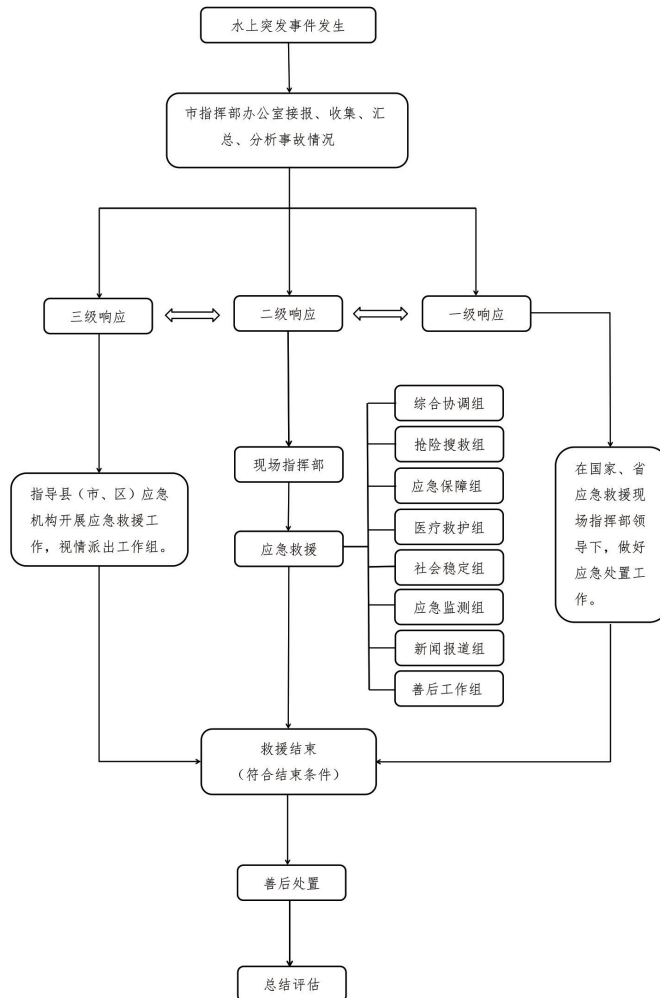 水上突发事件发生
市指挥部办公室接报、收集、汇
总、分析事故情况
三级响应
二级响应
一级响应
综合协调组
抢险搜救组
现场指挥部
应急保障组
指导县（市、区）应急
机构开展应急救援工
作，视情派出工作组。
在国家、省
应急救援现
场指挥部领
导下，做好
应急处置工
作。
医疗救护组
应急救援
社会稳定组
应急监测组
新闻报道组
善后工作组
救援结束
（符合结束条件）
善后处置
总结评估